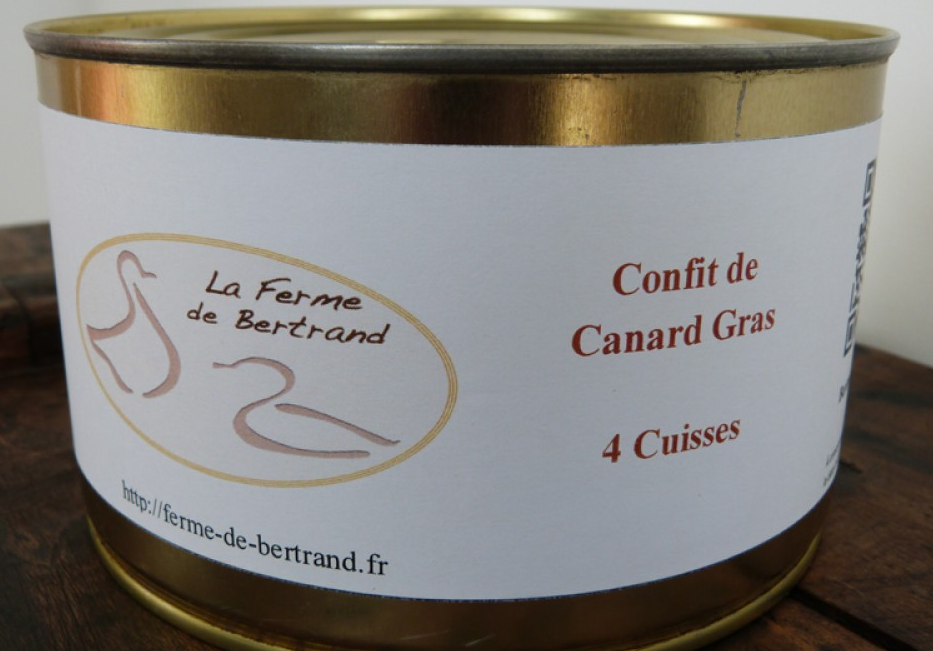 La Ferme
de Bertrand
http://ferme-de-bertrand.fr
Confit de
Canard Gras
4 Cuisses